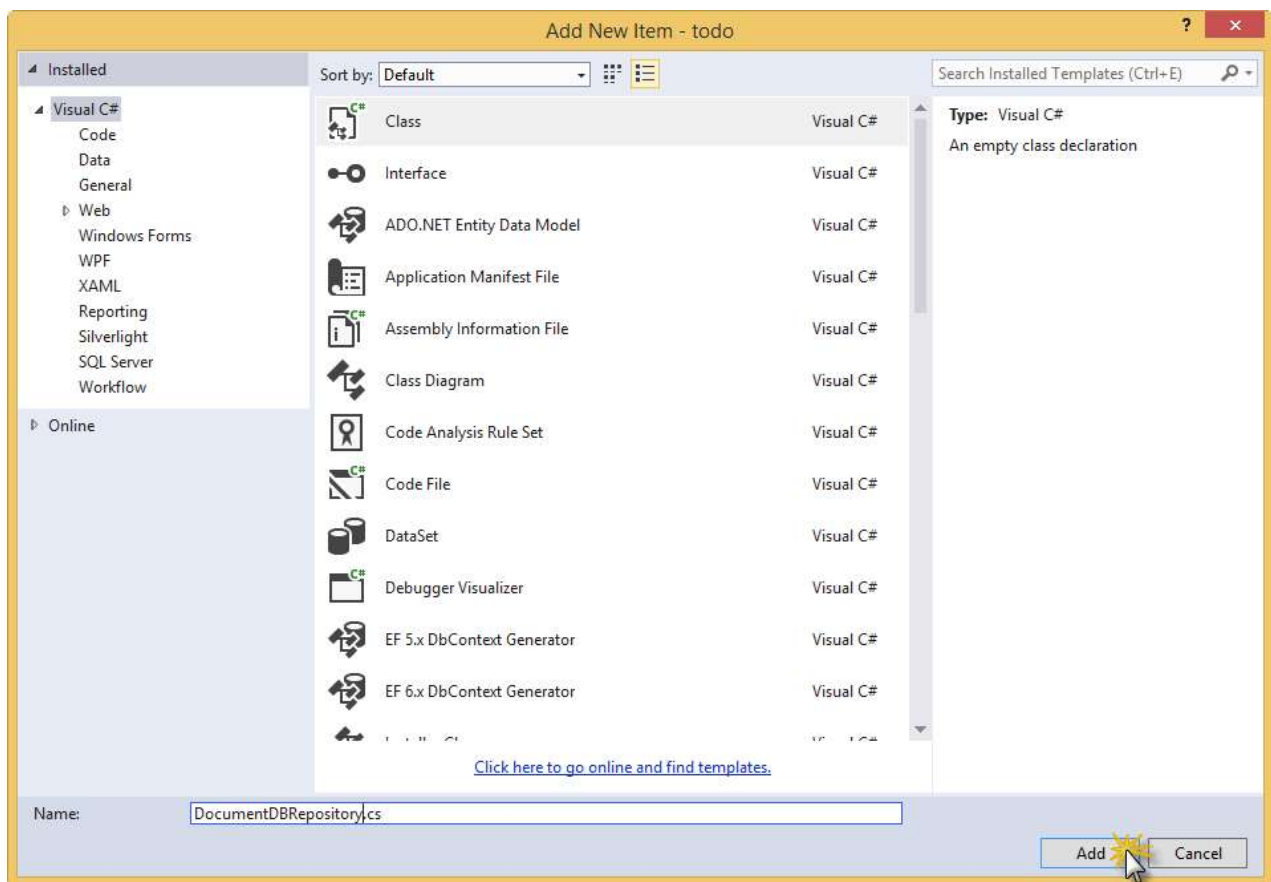 Add New Item - todo
?
Installed
Sort by: Default
Search Installed Templates (Ctrl+E)
Visual C#
Code
Data
General
Web
Windows Forms
WPF
XAML
Reporting
Silverlight
SQL Server
Workflow
Online
Class Visual C#
Interface Visual C#
ADO.NET Entity Data Model Visual C#
Application Manifest File Visual C#
Assembly Information File Visual C#
Class Diagram Visual C#
Code Analysis Rule Set Visual C#
Code File Visual C#
DataSet Visual C#
Debugger Visualizer Visual C#
EF 5.x DbContext Generator Visual C#
EF 6.x DbContext Generator Visual C#
Click here to go online and find templates.
Type: Visual C#
An empty class declaration
Name: DocumentDBRepository.cs
Add Cancel